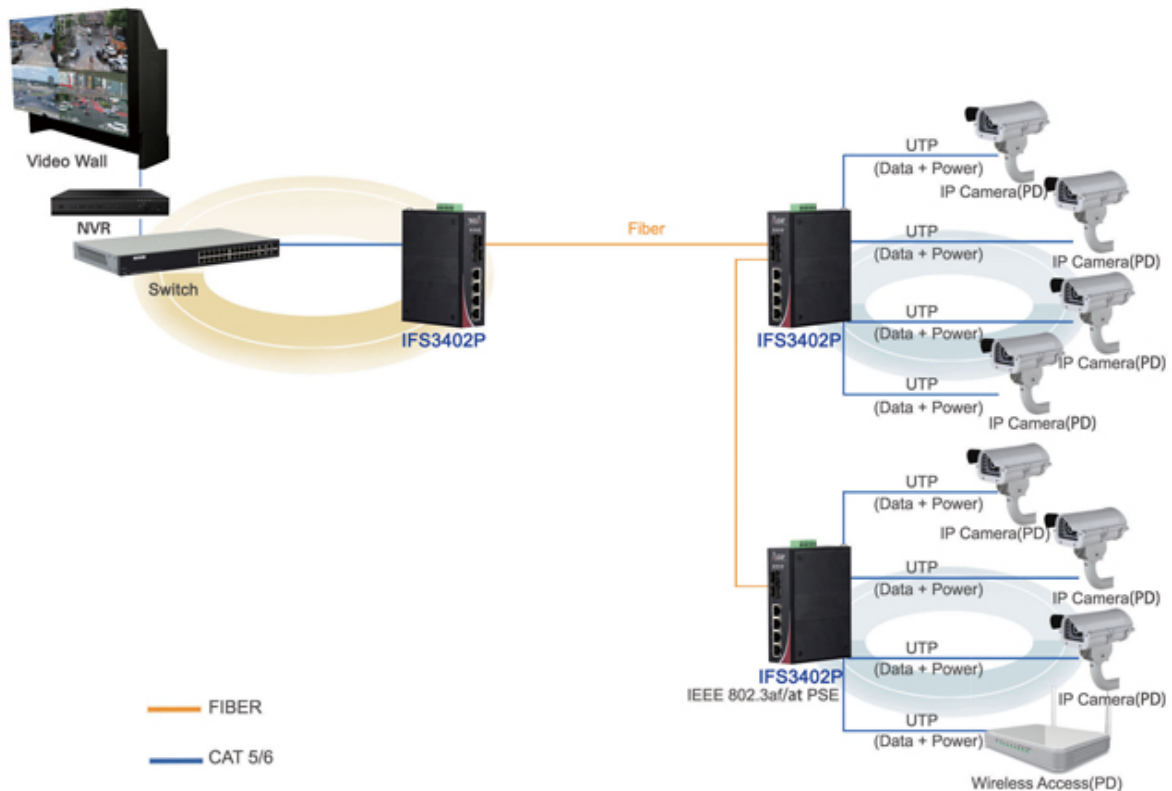 Video Wall
NVR
Switch
IFS3402P
Fiber
IFS3402P
UTP
(Data + Power)
IP Camera(PD)
UTP
(Data + Power)
IP Camera(PD)
UTP
(Data + Power)
IP Camera(PD)
UTP
(Data + Power)
IP Camera(PD)
UTP
(Data + Power)
IP Camera(PD)
UTP
(Data + Power)
IP Camera(PD)
IFS3402P
IEEE 802.3af/at PSE
UTP
(Data + Power)
IP Camera(PD)
UTP
(Data + Power)
Wireless Access(PD)
FIBER
CAT 5/6